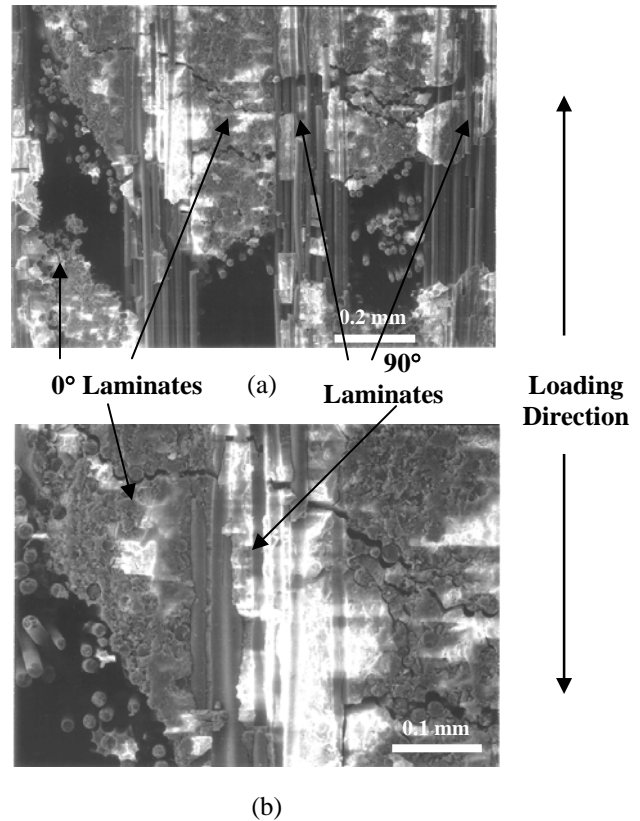 0.2 mm
0° Laminates
(a)
90°
Laminates
Loading
Direction
0.1 mm
(b)